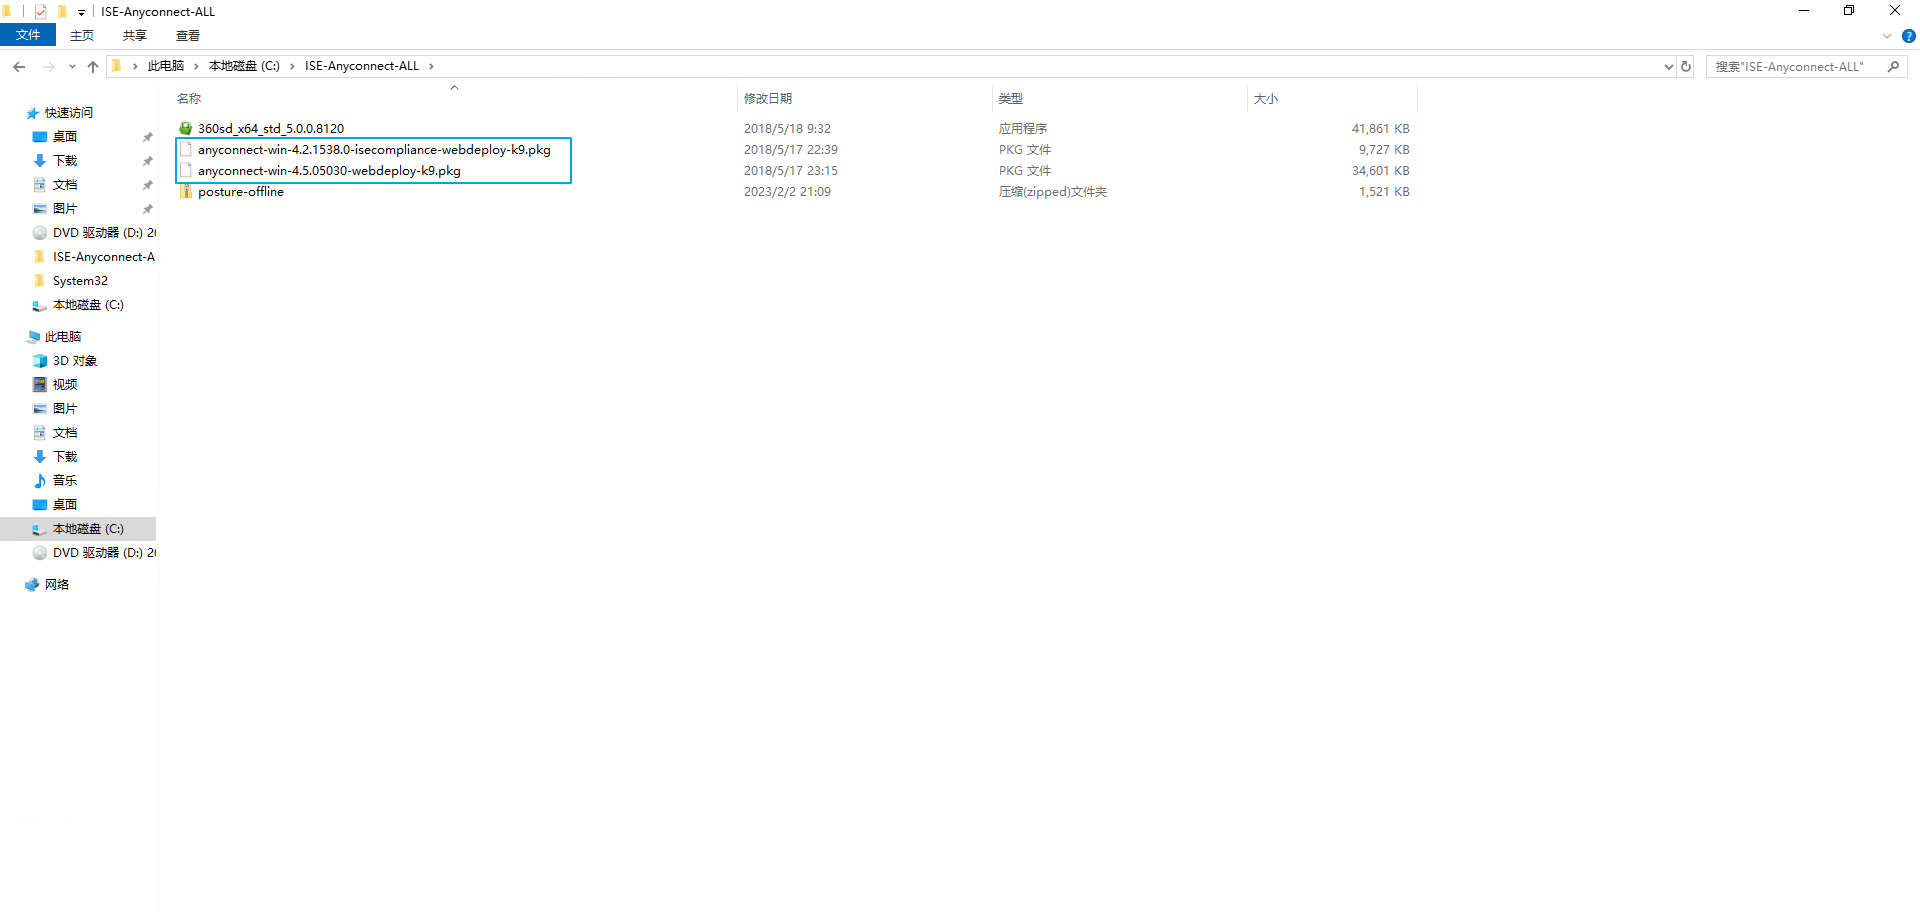 ISE-Anyconnect-ALL
文件 主页 共享 查看
此电脑 本地磁盘 (C:) ISE-Anyconnect-ALL 搜索"ISE-Anyconnect-ALL"
名称 修改日期 类型 大小
360sd_x64_std_5.0.0.8120 2018/5/18 9:32 应用程序 41,861 KB
anyconnect-win-4.2.1538.0-isecompliance-webdeploy-k9.pkg 2018/5/17 22:39 PKG 文件 9,727 KB
anyconnect-win-4.5.05030-webdeploy-k9.pkg 2018/5/17 23:15 PKG 文件 34,601 KB
posture-offline 2023/2/2 21:09 压缩(zipped)文件夹 1,521 KB
快速访问
桌面
下载
文档
图片
DVD 驱动器 (D:) 20
ISE-Anyconnect-A
System32
本地磁盘 (C:)
此电脑
3D 对象
视频
图片
文档
下载
音乐
桌面
本地磁盘 (C:)
DVD 驱动器 (D:) 20
网络